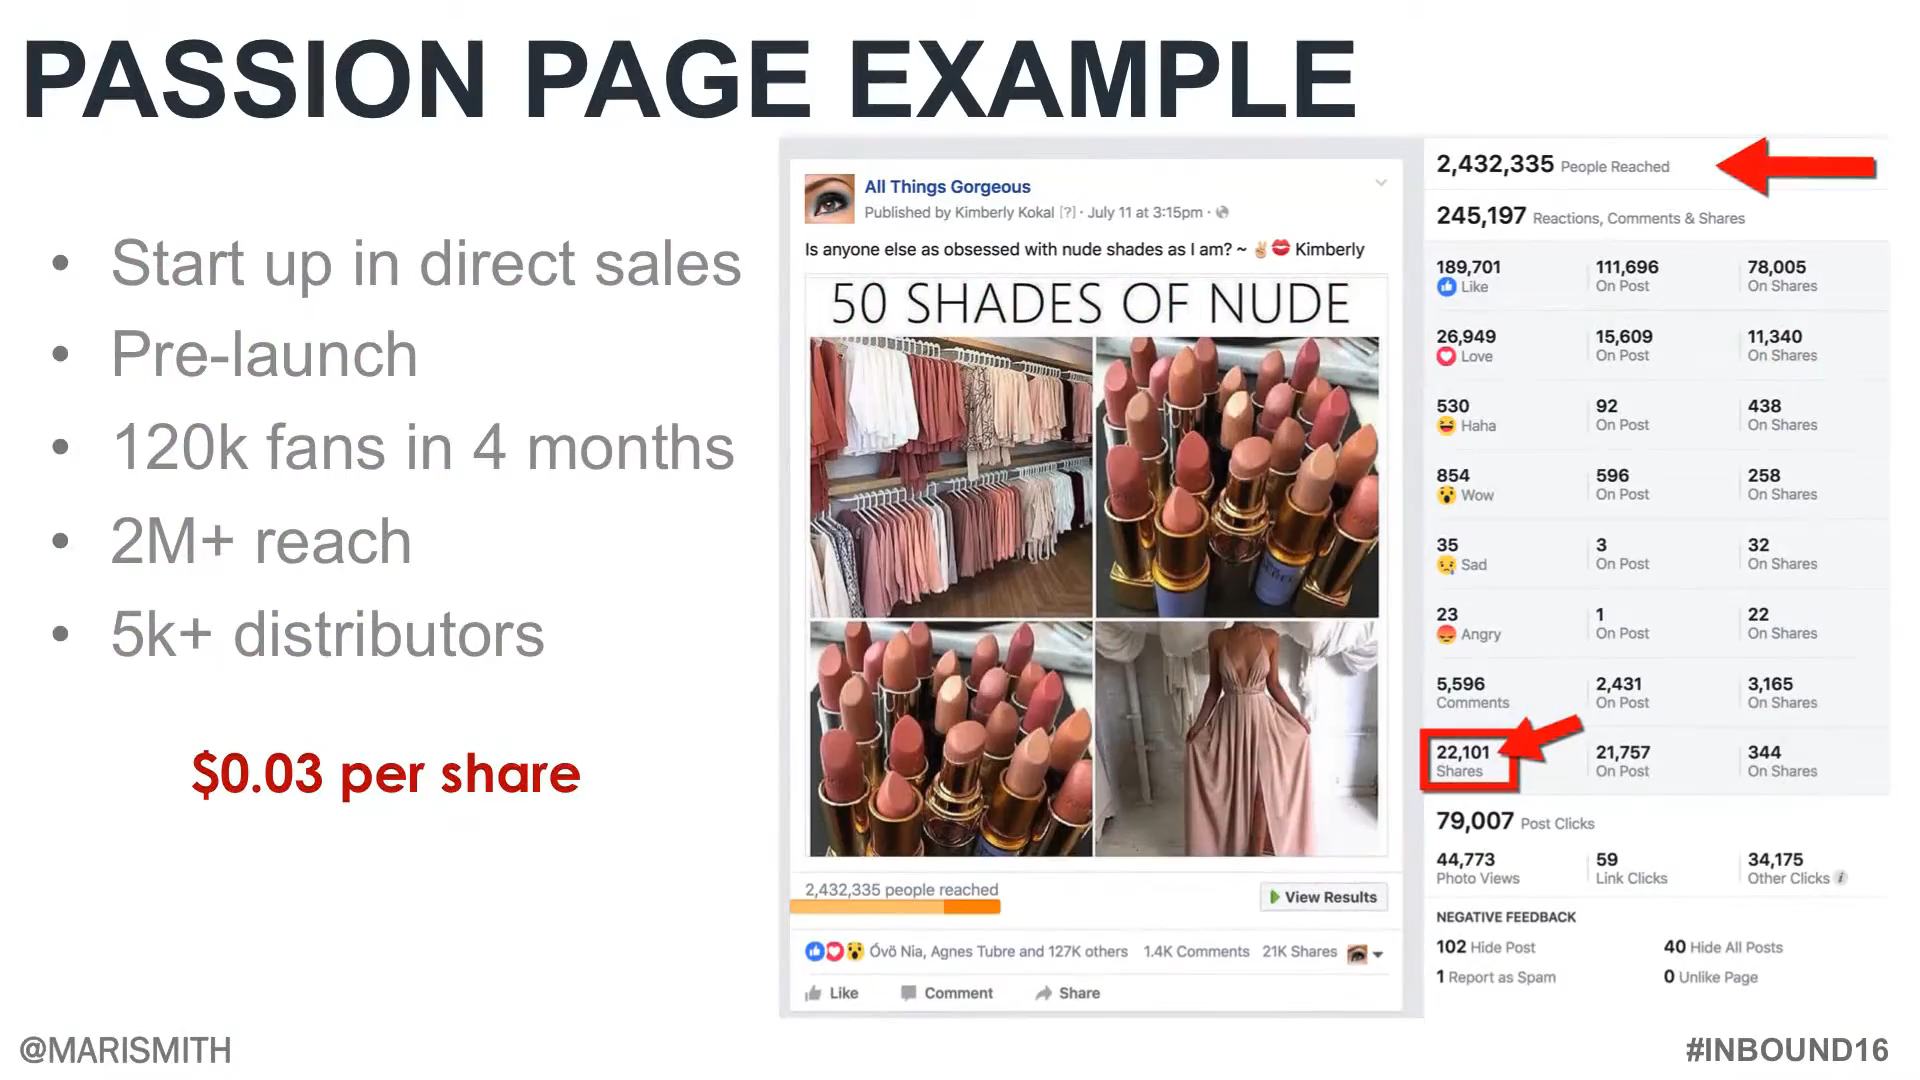 PASSION PAGE EXAMPLE
• Start up in direct sales
• Pre-launch
• 120k fans in 4 months
• 2M+ reach
• 5k+ distributors
$0.03 per share
All Things Gorgeous
Published by Kimberly Kokal [?] · July 11 at 3:15pm ·
Is anyone else as obsessed with nude shades as I am? ~ ✌💋 Kimberly
50 SHADES OF NUDE
2,432,335 people reached
View Results
Óvö Nia, Agnes Tubre and 127K others 1.4K Comments 21K Shares
Like Comment Share
2,432,335 People Reached
245,197 Reactions, Comments & Shares
189,701 111,696 78,005
Like On Post On Shares
26,949 15,609 11,340
Love On Post On Shares
530 92 438
Haha On Post On Shares
854 596 258
Wow On Post On Shares
35 3 32
Sad On Post On Shares
23 1 22
Angry On Post On Shares
5,596 2,431 3,165
Comments On Post On Shares
22,101 21,757 344
Shares On Post On Shares
79,007 Post Clicks
44,773 59 34,175
Photo Views Link Clicks Other Clicks i
NEGATIVE FEEDBACK
102 Hide Post 40 Hide All Posts
1 Report as Spam 0 Unlike Page
@MARISMITH
#INBOUND16